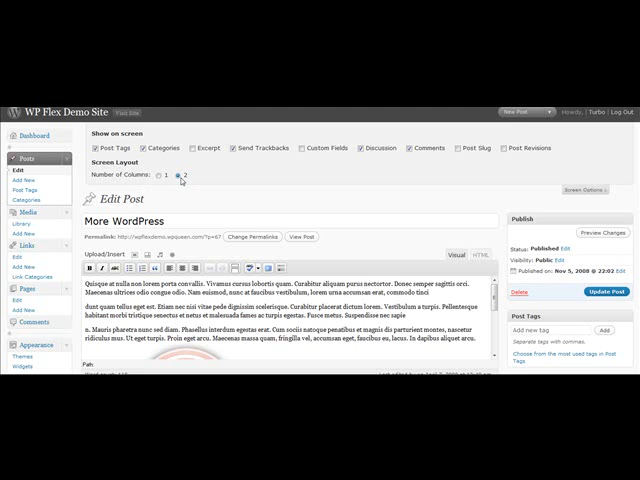 WP Flex Demo Site Visit Site New Post Howdy, Turbo | Log Out
Dashboard
Posts
Edit
Add New
Post Tags
Categories
Media
Library
Add New
Links
Edit
Add New
Link Categories
Pages
Edit
Add New
Comments
Appearance
Themes
Widgets
Show on screen
Post Tags Categories Excerpt Send Trackbacks Custom Fields Discussion Comments Post Slug Post Revisions
Screen Layout
Number of Columns: 1 2
Screen Options
Edit Post
More WordPress
Permalink: http://wpflexdemo.wpqueen.com/?p=67 Change Permalinks View Post
Upload/Insert Visual HTML
B I ABC
Quisque at nulla non lorem porta convallis. Vivamus cursus lobortis quam. Curabitur aliquam purus nectortor. Donec semper sagittis orci.
Maecenas ultricies odio congue odio. Nam euismod, nunc at faucibus vestibulum, lorem urna accumsan erat, commodo tinci
dunt quam tellus eget est. Etiam nec nisi vitae pede dignissim scelerisque. Curabitur placerat dictum lorem. Vestibulum a turpis. Pellentesque
habitant morbi tristique senectus et netus et malesuada fames ac turpis egestas. Fusce metus. Suspendisse nec sapie
n. Mauris pharetra nunc sed diam. Phasellus interdum egestas erat. Cum sociis natoque penatibus et magnis dis parturient montes, nascetur
ridiculus mus. Ut eget turpis. Proin eget arcu. Maecenas massa quam, fringilla vel, accumsan eget, faucibus eu, lacus. In dapibus aliquet arcu.
Path:
Publish
Preview Changes
Status: Published Edit
Visibility: Public Edit
Published on: Nov 5, 2008 @ 22:02 Edit
Delete Update Post
Post Tags
Add new tag Add
Separate tags with commas.
Choose from the most used tags in Post
Tags